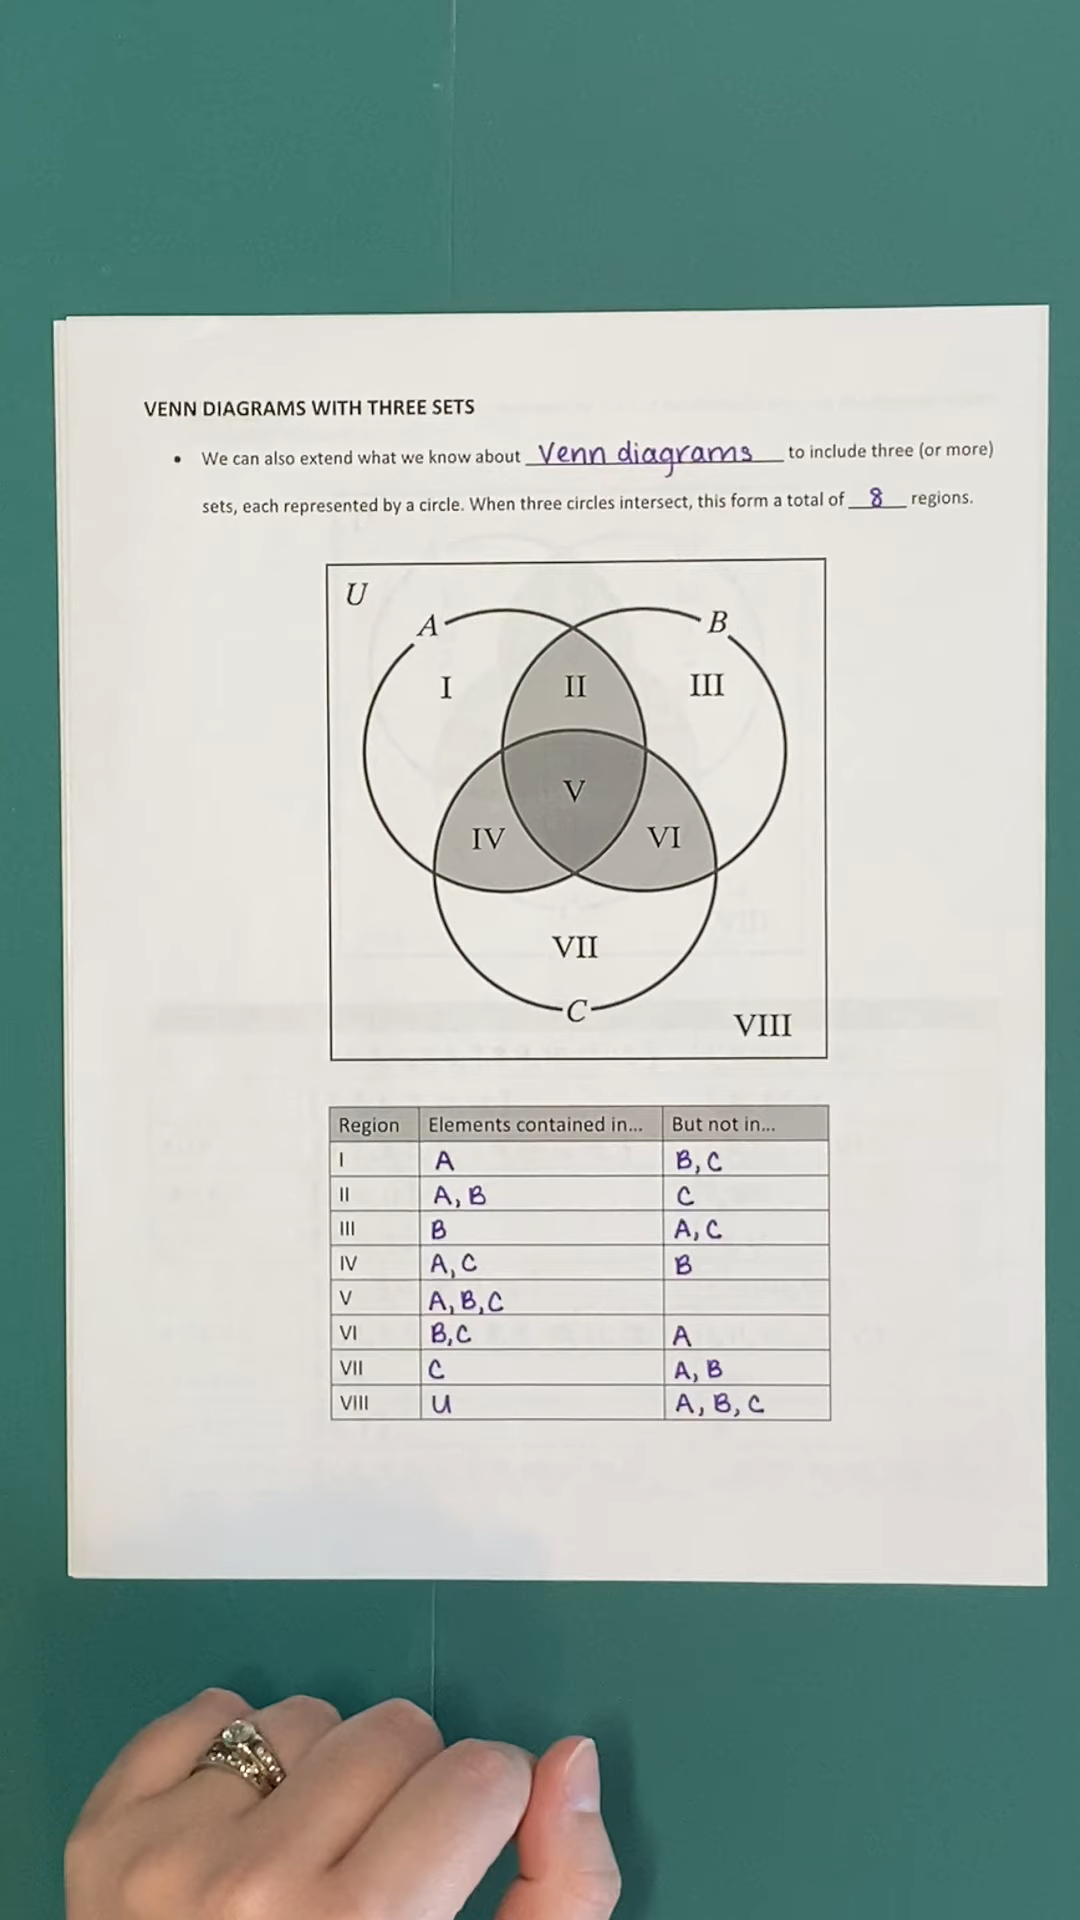 VENN DIAGRAMS WITH THREE SETS
• We can also extend what we know about Venn diagrams to include three (or more)
sets, each represented by a circle. When three circles intersect, this form a total of 8 regions.
U
A B
I II III
V
IV VI
VII
C
VIII
Region Elements contained in... But not in...
I A B, C
II A, B C
III B A, C
IV A, C B
V A, B, C
VI B, C A
VII C A, B
VIII U A, B, C